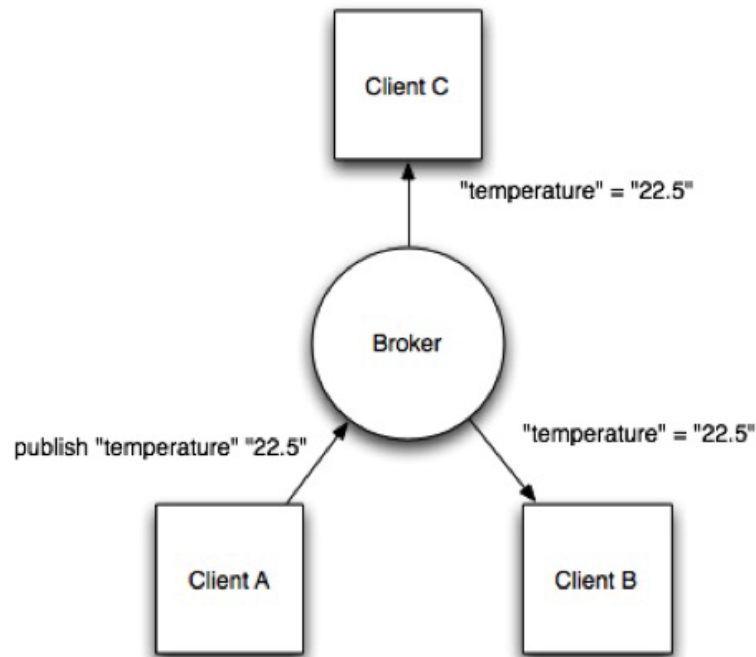 Client C
"temperature" = "22.5"
Broker
publish "temperature" "22.5"
"temperature" = "22.5"
Client A
Client B